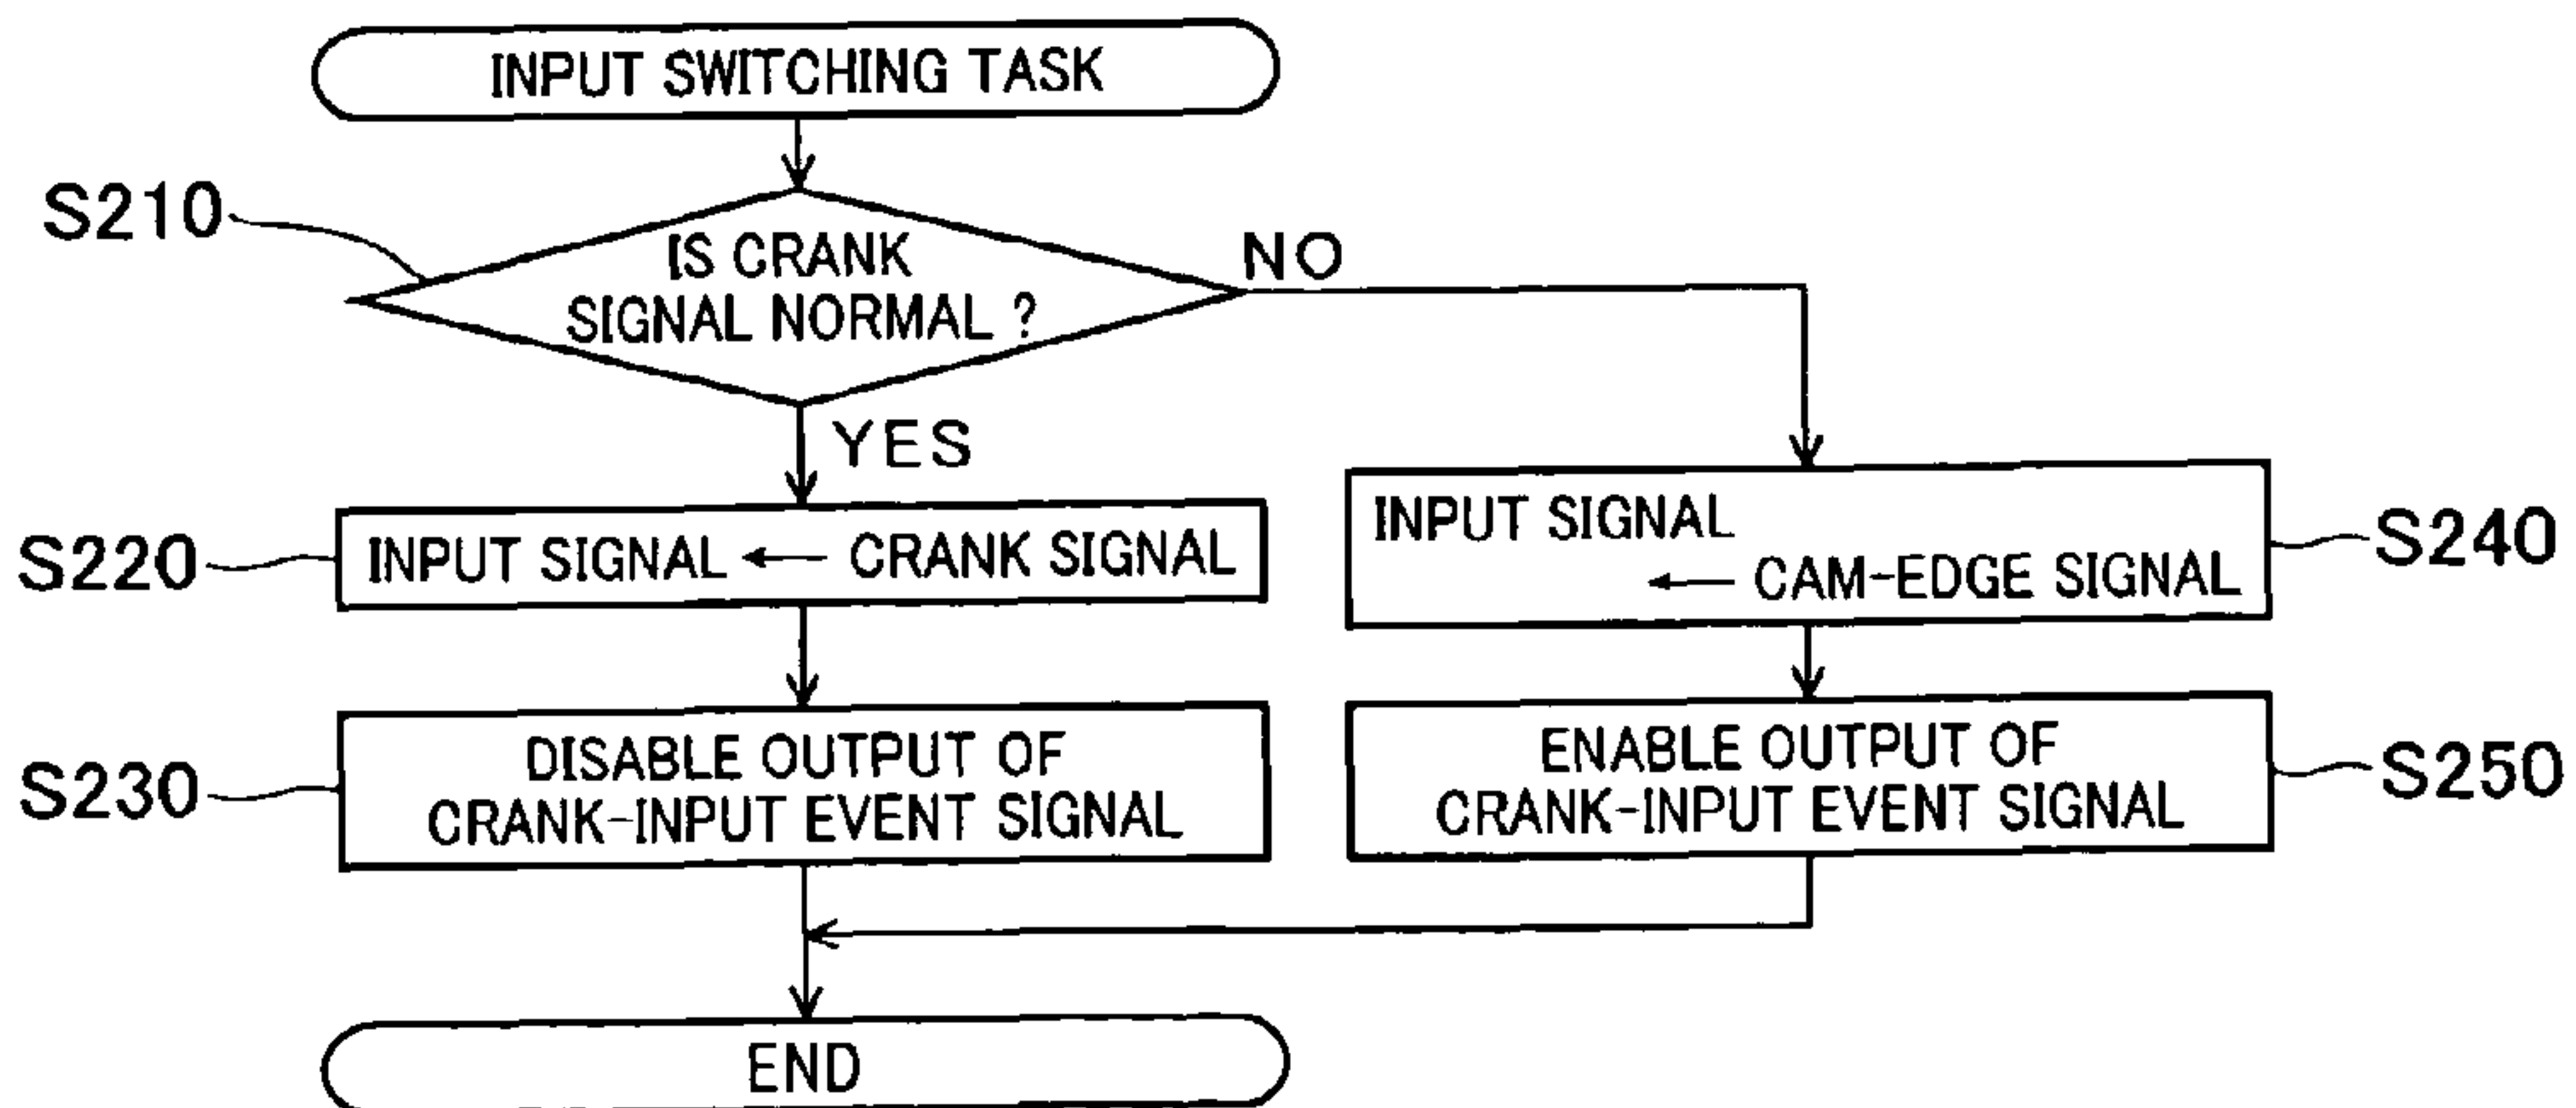 INPUT SWITCHING TASK
S210
IS CRANK
SIGNAL NORMAL ?
NO
YES
S220
INPUT SIGNAL ← CRANK SIGNAL
INPUT SIGNAL
← CAM-EDGE SIGNAL
S240
S230
DISABLE OUTPUT OF
CRANK-INPUT EVENT SIGNAL
ENABLE OUTPUT OF
CRANK-INPUT EVENT SIGNAL
S250
END